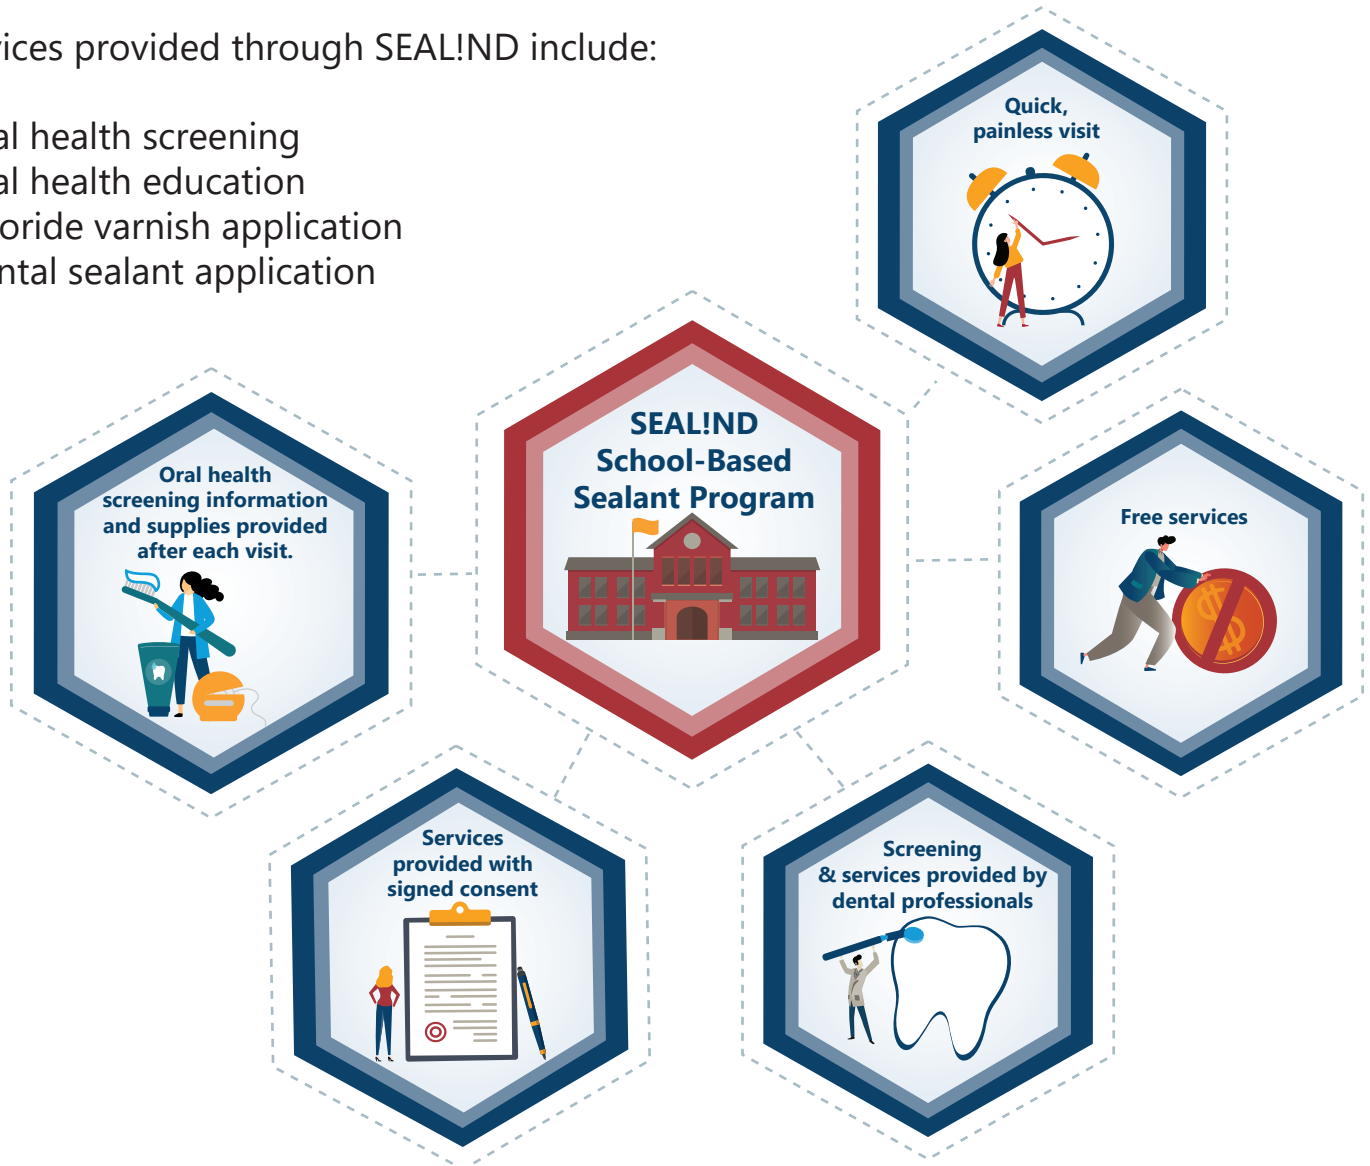 vices provided through SEAL!ND include:
al health screening
al health education
oride varnish application
ntal sealant application
Quick,
painless visit
SEAL!ND
School-Based
Sealant Program
Oral health
screening information
and supplies provided
after each visit.
Free services
Services
provided with
signed consent
Screening
& services provided by
dental professionals